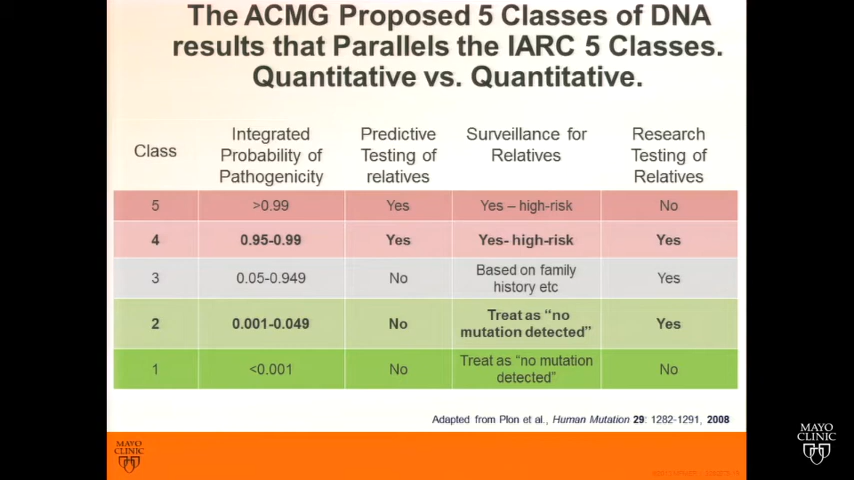 The ACMG Proposed 5 Classes of DNA
results that Parallels the IARC 5 Classes.
Quantitative vs. Quantitative.
Class
Integrated
Probability of
Pathogenicity
Predictive
Testing of
relatives
Surveillance for
Relatives
Research
Testing of
Relatives
5 >0.99 Yes Yes – high-risk No
4 0.95-0.99 Yes Yes- high-risk Yes
3 0.05-0.949 No Based on family
history etc Yes
2 0.001-0.049 No Treat as “no
mutation detected” Yes
1 <0.001 No Treat as “no mutation
detected” No
Adapted from Plon et al., Human Mutation 29: 1282-1291, 2008
MAYO
CLINIC
MAYO
CLINIC